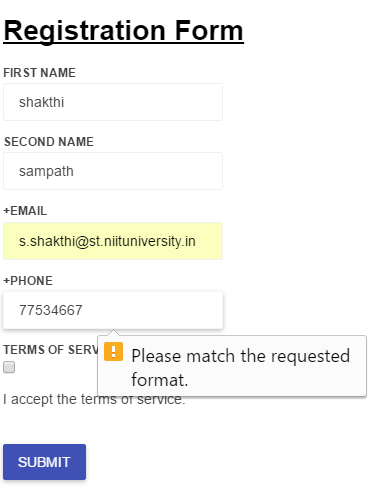 Registration Form
FIRST NAME
shakthi
SECOND NAME
sampath
+EMAIL
s.shakthi@st.niituniversity.in
+PHONE
77534667
TERMS OF SERV
Please match the requested
format.
I accept the terms of service.
SUBMIT